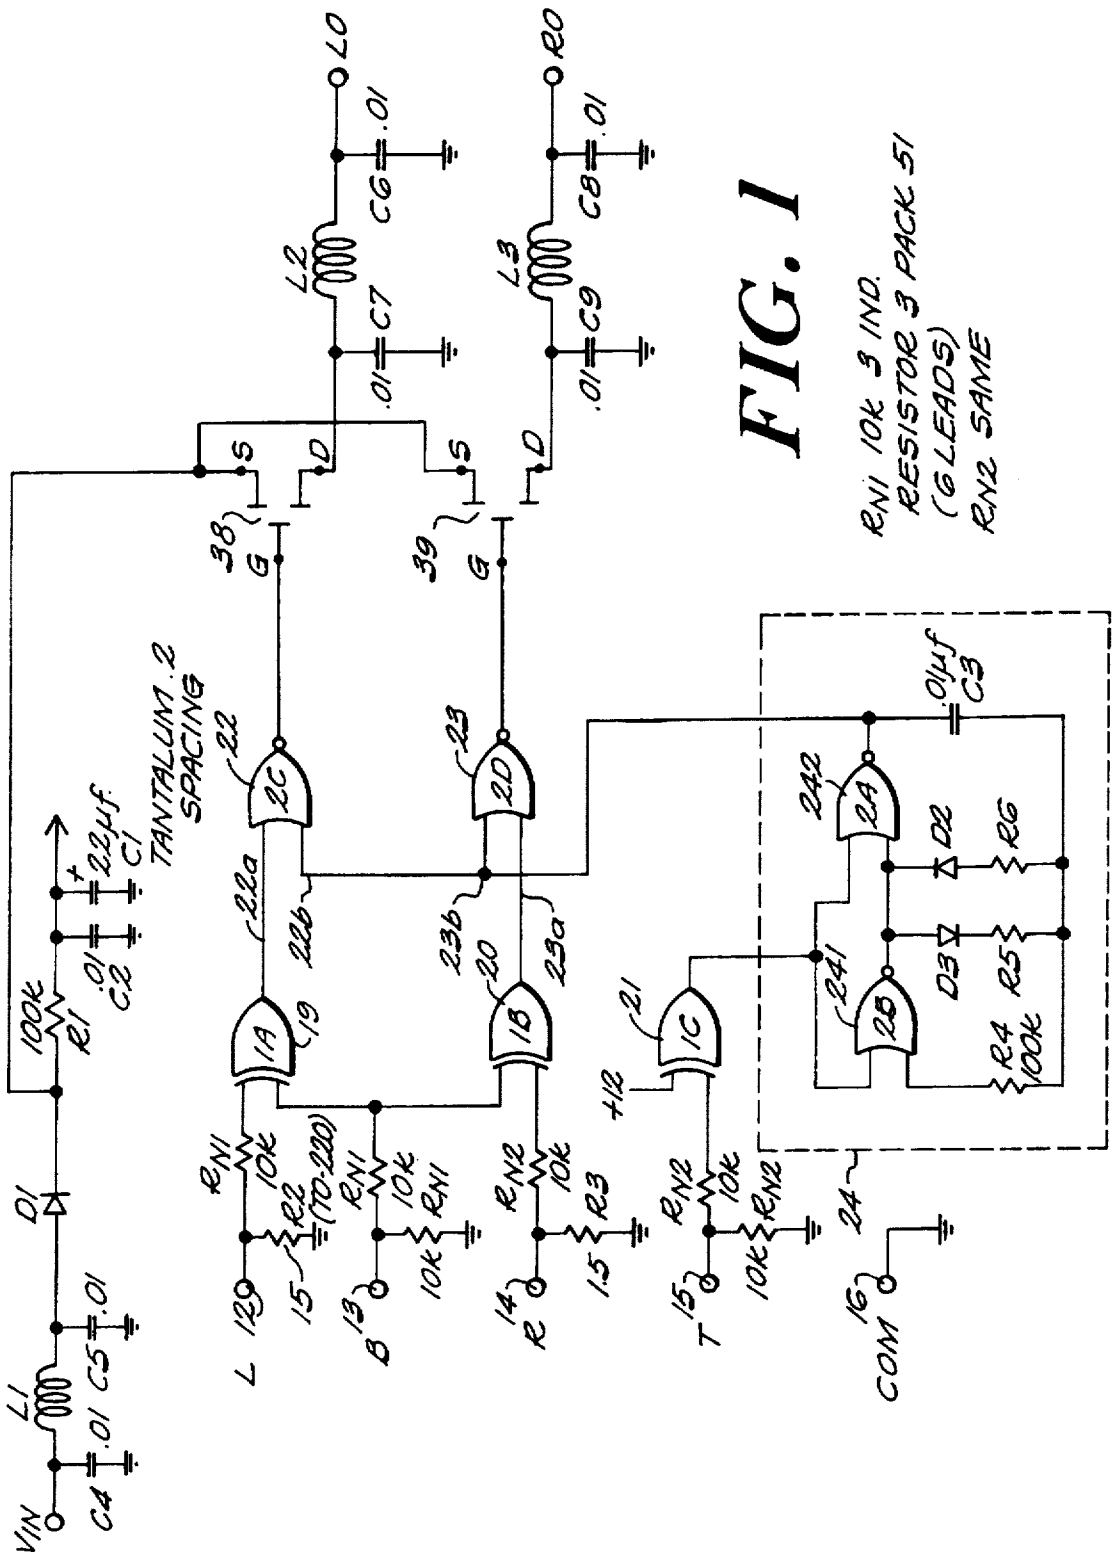 VIN
L1
C4 .01
C5 .01
D1
100K
R1
.01
C2
+
22µf
C1
TANTALUM .2
SPACING
L 12
RN1
10K
15
R2
(TO-220)
B 13
RN1
10K
10K
RN1
R 14
RN2
10K
1.5
R3
T 15
RN2
10K
10K
RN2
COM 16
1A
19
22a
22b
2C
22
1B
20
23a
23b
2D
23
+12
1C
21
24
2B
241
R4
100K
D3
R5
D2
R6
2A
242
.01µf
C3
38
G
S
D
39
G
S
D
.01
C7
L2
C6
.01
LO
.01
C9
L3
C8
.01
RO
FIG. 1
RN1 10K 3 IND.
RESISTOR 3 PACK 51
(6 LEADS)
RN2 SAME